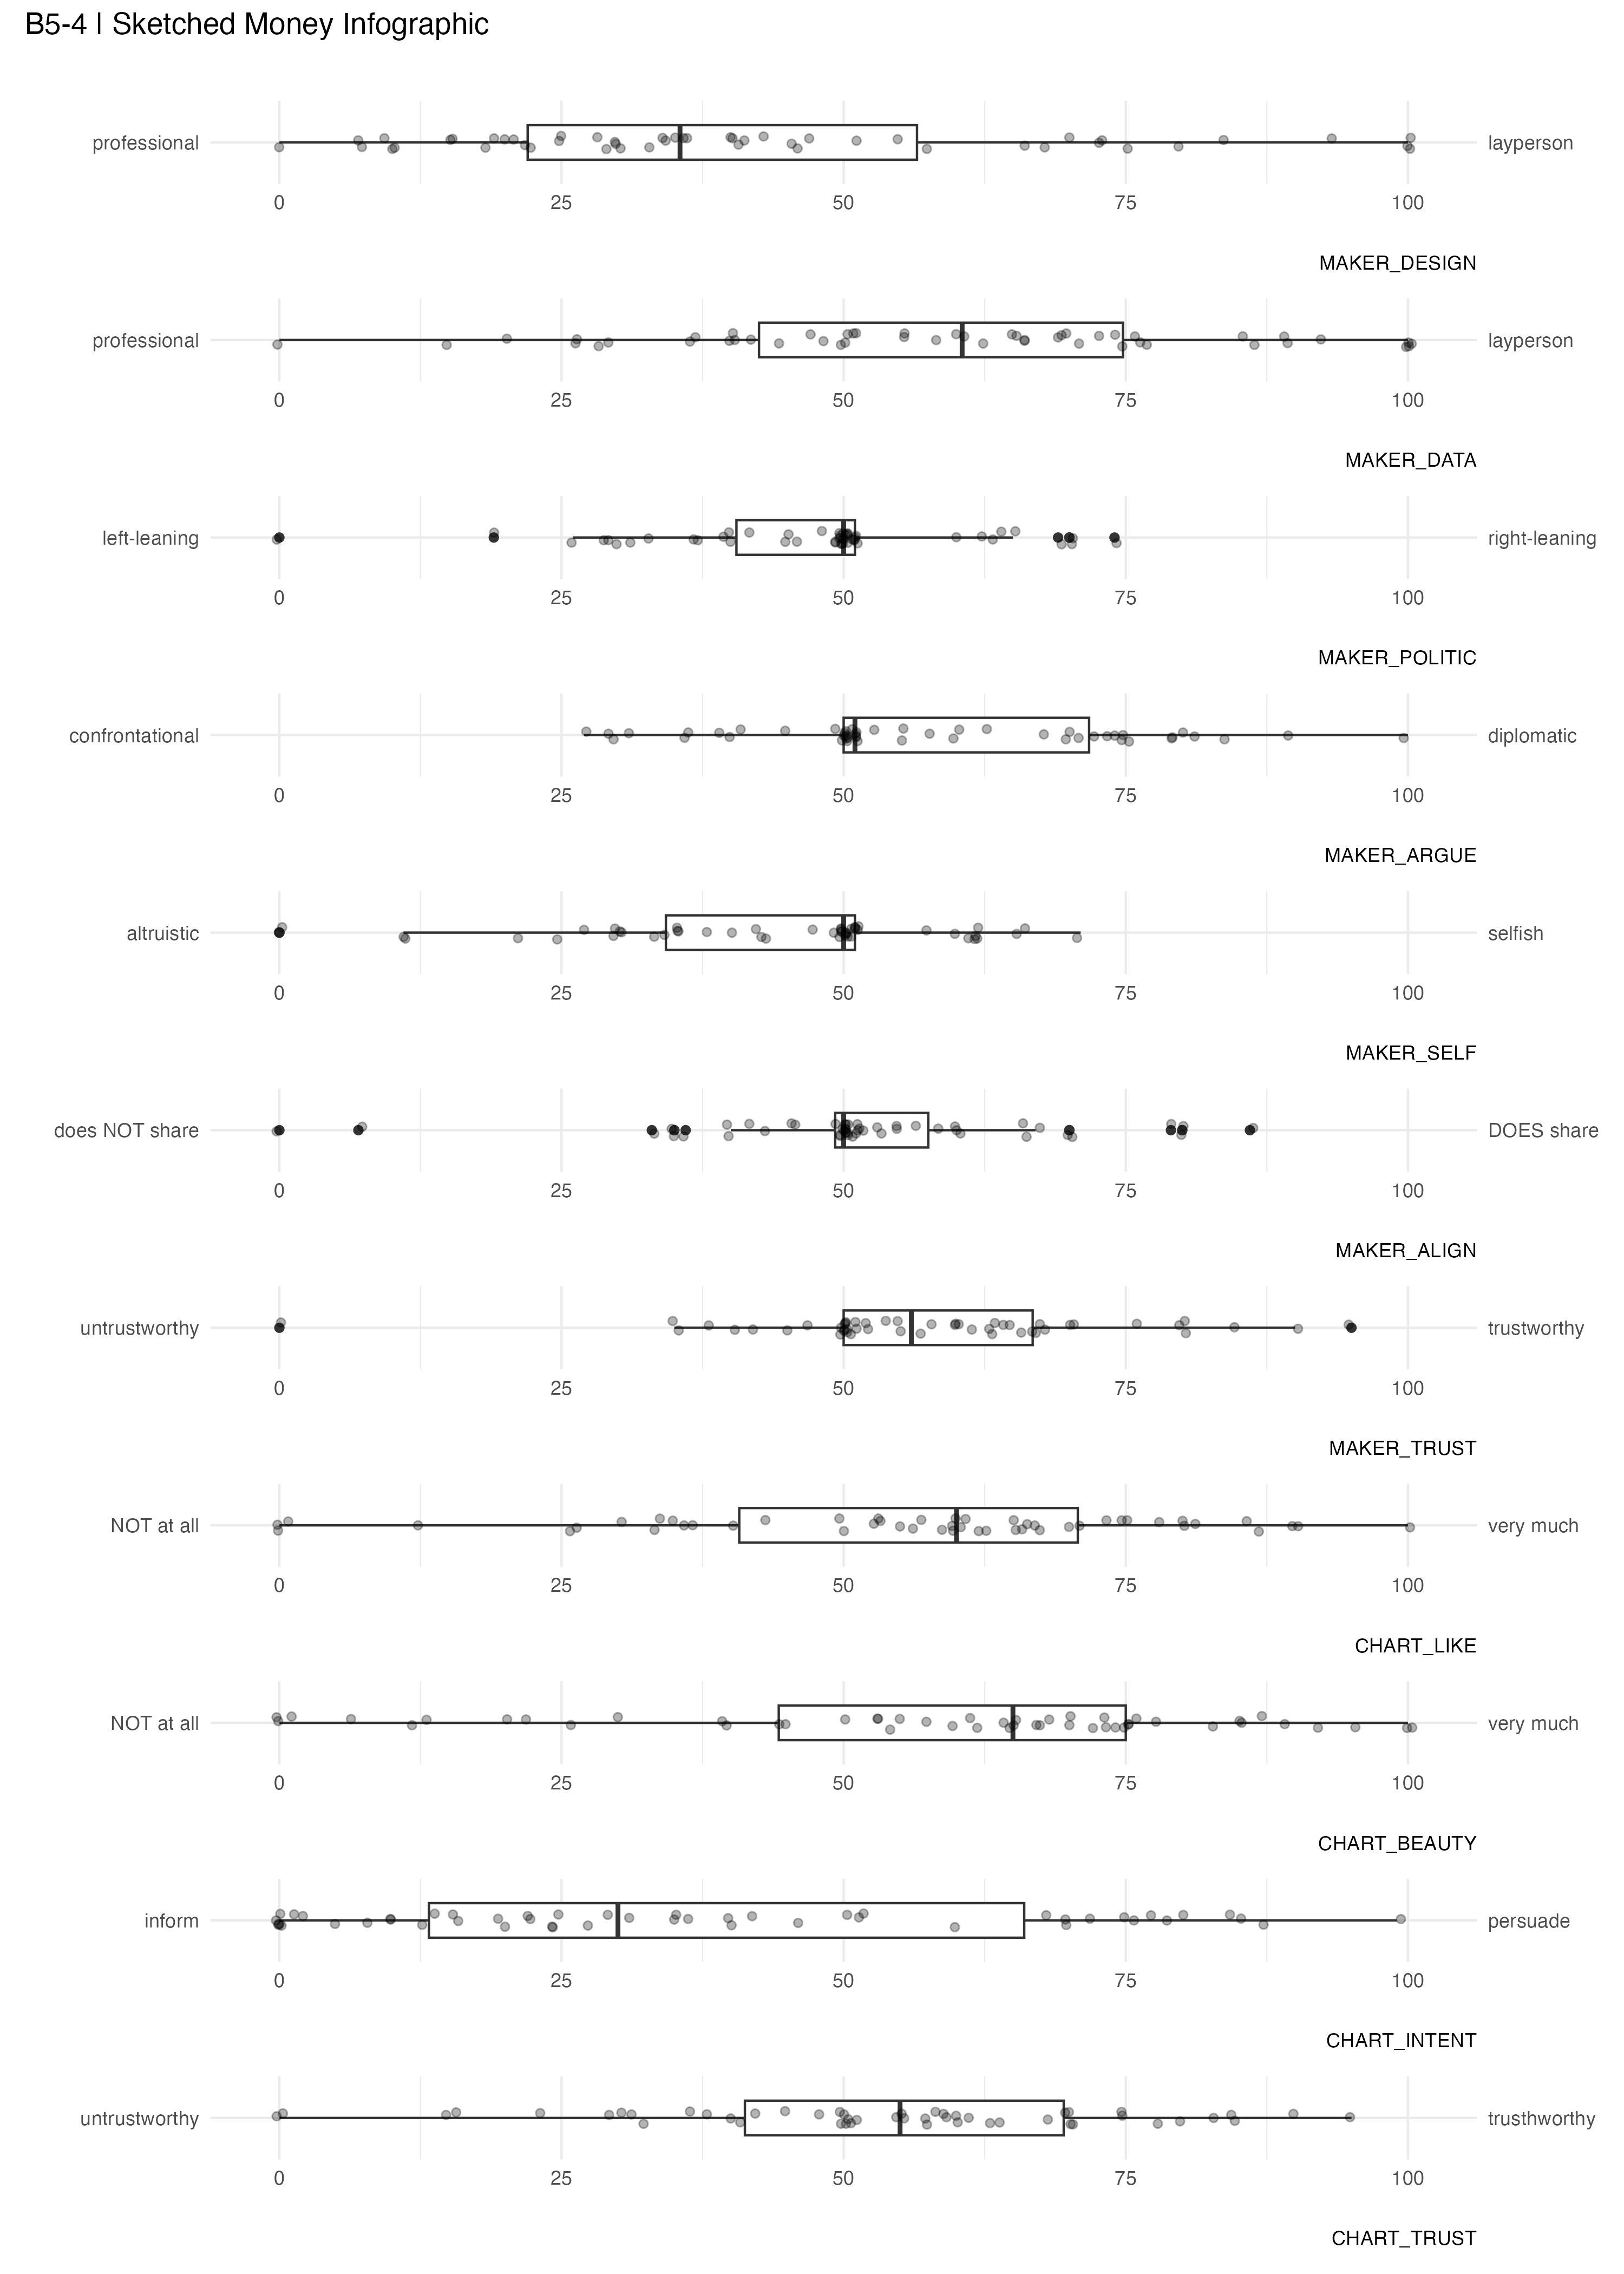 B5-4 | Sketched Money Infographic
professional layperson
0 25 50 75 100
MAKER_DESIGN
professional layperson
0 25 50 75 100
MAKER_DATA
left-leaning right-leaning
0 25 50 75 100
MAKER_POLITIC
confrontational diplomatic
0 25 50 75 100
MAKER_ARGUE
altruistic selfish
0 25 50 75 100
MAKER_SELF
does NOT share DOES share
0 25 50 75 100
MAKER_ALIGN
untrustworthy trustworthy
0 25 50 75 100
MAKER_TRUST
NOT at all very much
0 25 50 75 100
CHART_LIKE
NOT at all very much
0 25 50 75 100
CHART_BEAUTY
inform persuade
0 25 50 75 100
CHART_INTENT
untrustworthy trusthworthy
0 25 50 75 100
CHART_TRUST